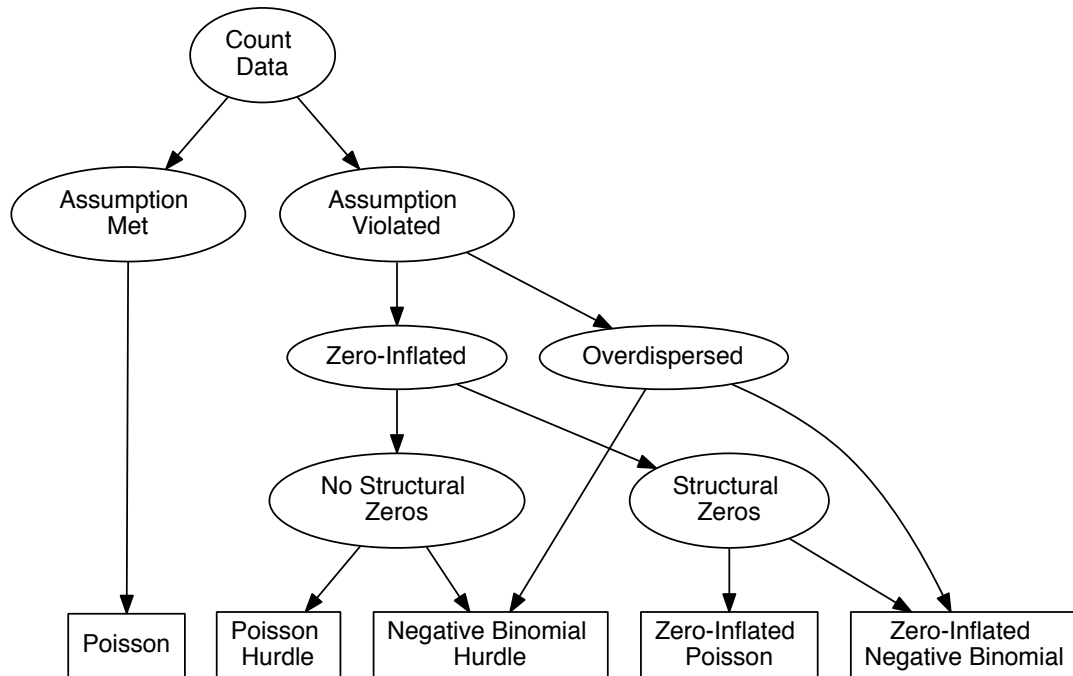 Count
Data
Assumption
Met
Assumption
Violated
Zero-Inflated
Overdispersed
No Structural
Zeros
Structural
Zeros
Poisson
Poisson
Hurdle
Negative Binomial
Hurdle
Zero-Inflated
Poisson
Zero-Inflated
Negative Binomial